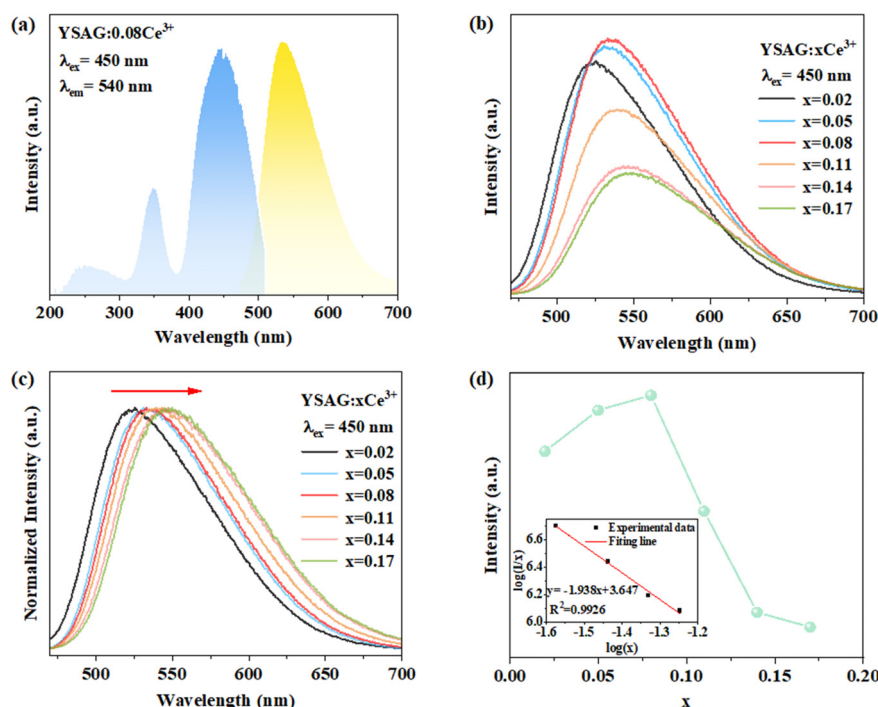 (a)
YSAG:0.08Ce³⁺
λex= 450 nm
λem= 540 nm
Intensity (a.u.)
200 300 400 500 600 700
Wavelength (nm)
(b)
YSAG:xCe³⁺
λex= 450 nm
x=0.02
x=0.05
x=0.08
x=0.11
x=0.14
x=0.17
Intensity (a.u.)
500 550 600 650 700
Wavelength (nm)
(c)
YSAG:xCe³⁺
λex= 450 nm
x=0.02
x=0.05
x=0.08
x=0.11
x=0.14
x=0.17
Normalized Intensity (a.u.)
500 550 600 650 700
Wavelength (nm)
(d)
Intensity (a.u.)
Experimental data
Fiting line
log(I/x)
6.6
6.4
6.2
6.0
y= -1.938x+3.647
R²=0.9926
-1.6 -1.5 -1.4 -1.3 -1.2
log(x)
0.00 0.05 0.10 0.15 0.20
x